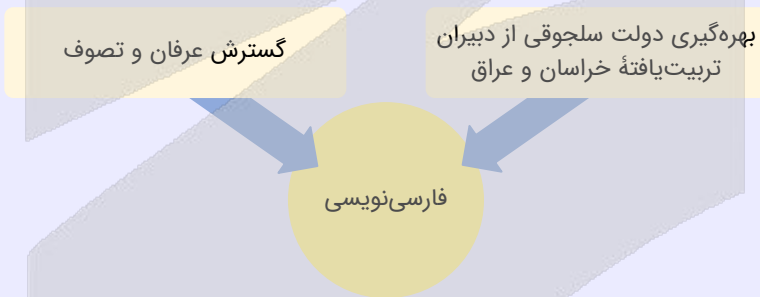 بهره‌گیری دولت سلجوقی از دبیران
تربیت‌یافتهٔ خراسان و عراق
گسترش عرفان و تصوف
فارسی‌نویسی